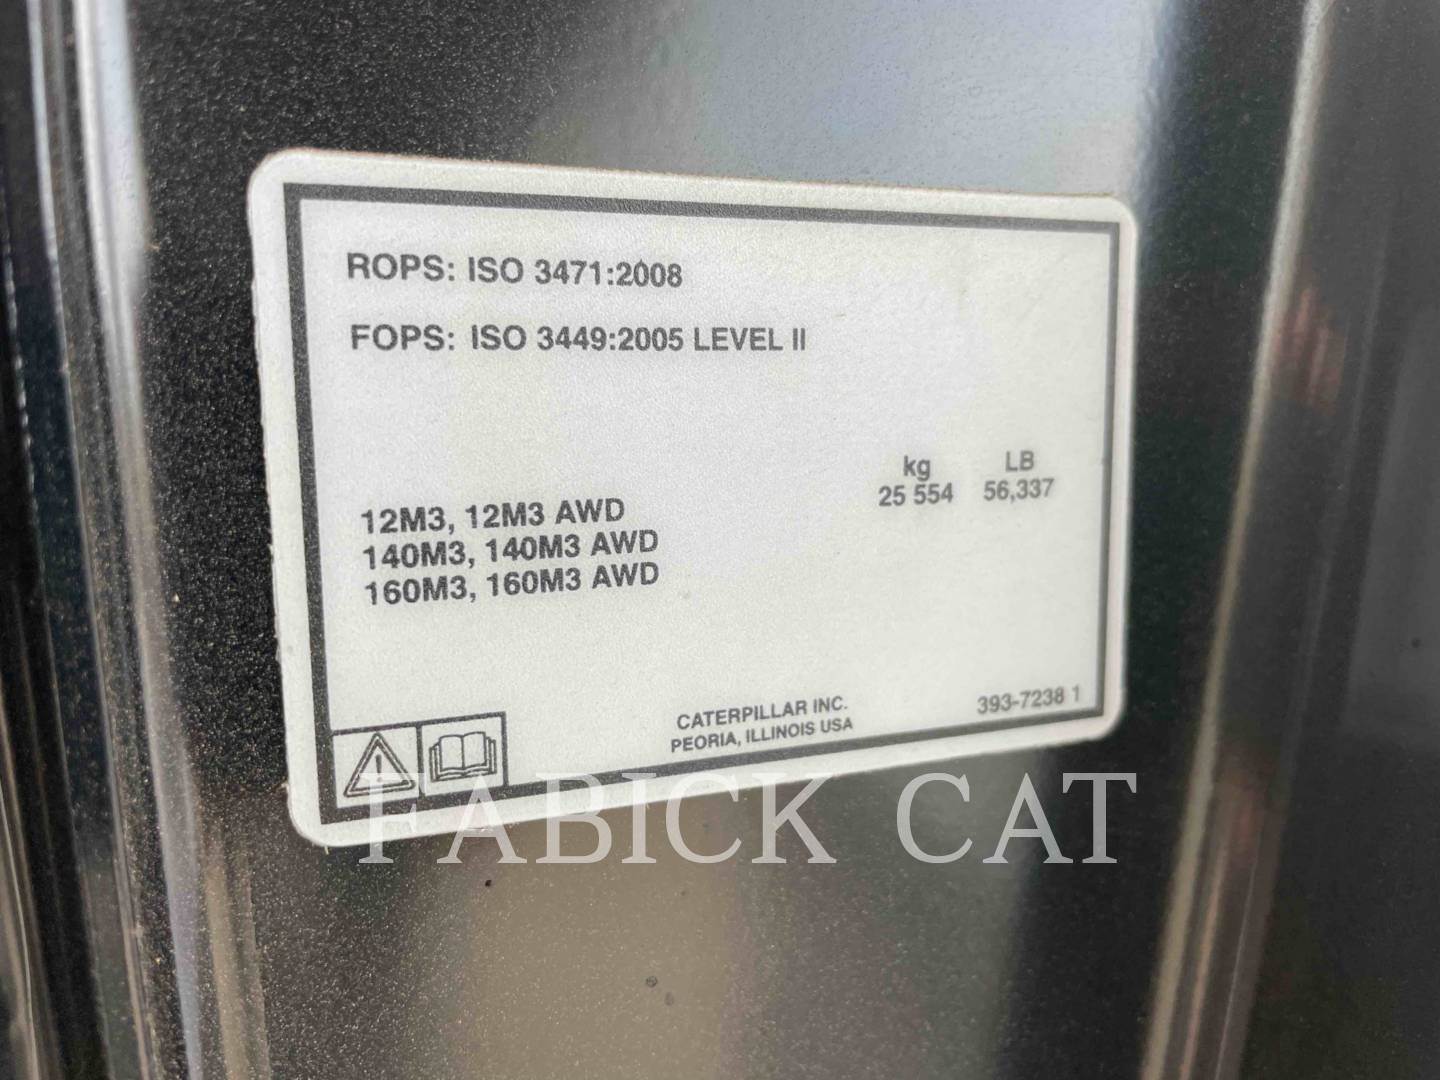 ROPS: ISO 3471:2008
FOPS: ISO 3449:2005 LEVEL II
kg LB
25 554 56,337
12M3, 12M3 AWD
140M3, 140M3 AWD
160M3, 160M3 AWD
CATERPILLAR INC.
PEORIA, ILLINOIS USA
393-7238 1
FABICK CAT